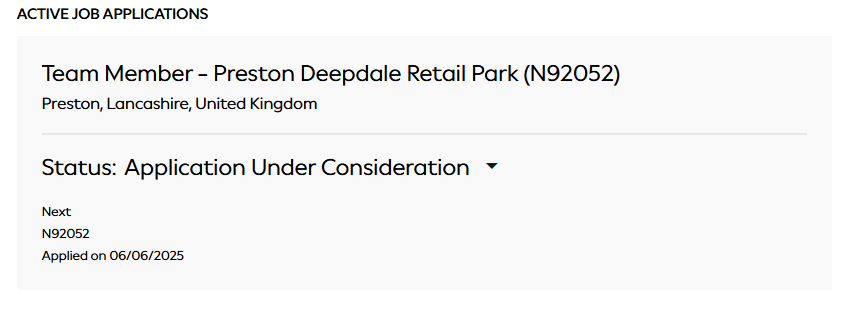 ACTIVE JOB APPLICATIONS
Team Member - Preston Deepdale Retail Park (N92052)
Preston, Lancashire, United Kingdom
Status: Application Under Consideration
Next
N92052
Applied on 06/06/2025